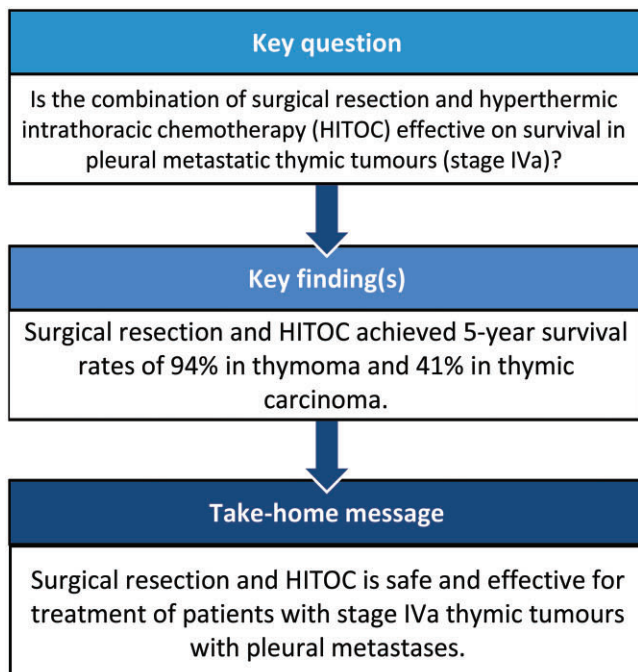 Key question
Is the combination of surgical resection and hyperthermic
intrathoracic chemotherapy (HITOC) effective on survival in
pleural metastatic thymic tumours (stage IVa)?
Key finding(s)
Surgical resection and HITOC achieved 5-year survival
rates of 94% in thymoma and 41% in thymic
carcinoma.
Take-home message
Surgical resection and HITOC is safe and effective for
treatment of patients with stage IVa thymic tumours
with pleural metastases.